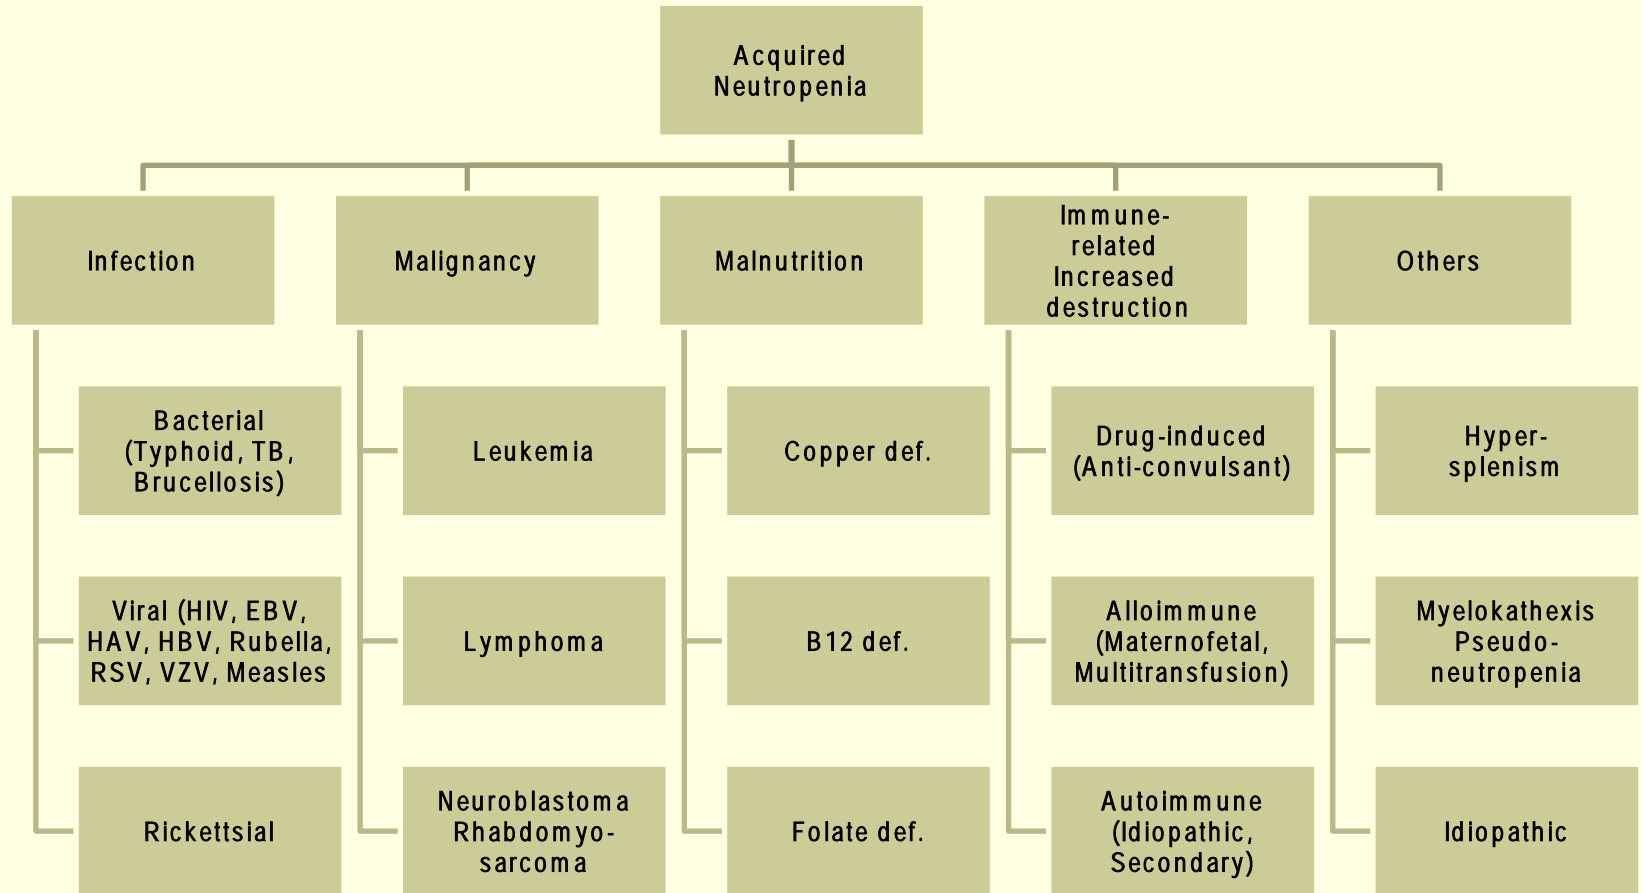 Acquired
Neutropenia
Infection
Malignancy
Malnutrition
Immune-
related
Increased
destruction
Others
Bacterial
(Typhoid, TB,
Brucellosis)
Leukemia
Copper def.
Drug-induced
(Anti-convulsant)
Hyper-
splenism
Viral (HIV, EBV,
HAV, HBV, Rubella,
RSV, VZV, Measles
Lymphoma
B12 def.
Alloimmune
(Maternofetal,
Multitransfusion)
Myelokathexis
Pseudo-
neutropenia
Rickettsial
Neuroblastoma
Rhabdomyo-
sarcoma
Folate def.
Autoimmune
(Idiopathic,
Secondary)
Idiopathic